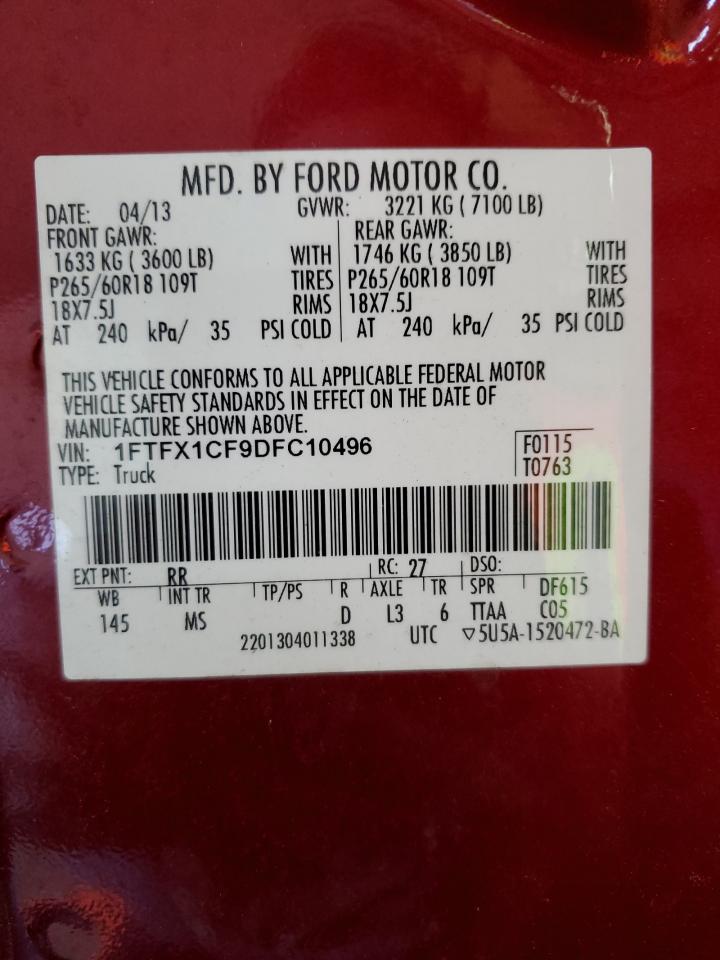 MFD. BY FORD MOTOR CO.
DATE: 04/13 GVWR: 3221 KG ( 7100 LB)
FRONT GAWR: REAR GAWR:
1633 KG ( 3600 LB) WITH 1746 KG ( 3850 LB) WITH
P265/60R18 109T TIRES P265/60R18 109T TIRES
18X7.5J RIMS 18X7.5J RIMS
AT 240 kPa/ 35 PSI COLD AT 240 kPa/ 35 PSI COLD
THIS VEHICLE CONFORMS TO ALL APPLICABLE FEDERAL MOTOR
VEHICLE SAFETY STANDARDS IN EFFECT ON THE DATE OF
MANUFACTURE SHOWN ABOVE.
VIN: 1FTFX1CF9DFC10496 F0115
TYPE: Truck T0763
EXT PNT: RR RC: 27 DSO:
WB INT TR TP/PS R AXLE TR SPR DF615
145 MS D L3 6 TTAA C05
2201304011338 UTC ▽5U5A-1520472-BA